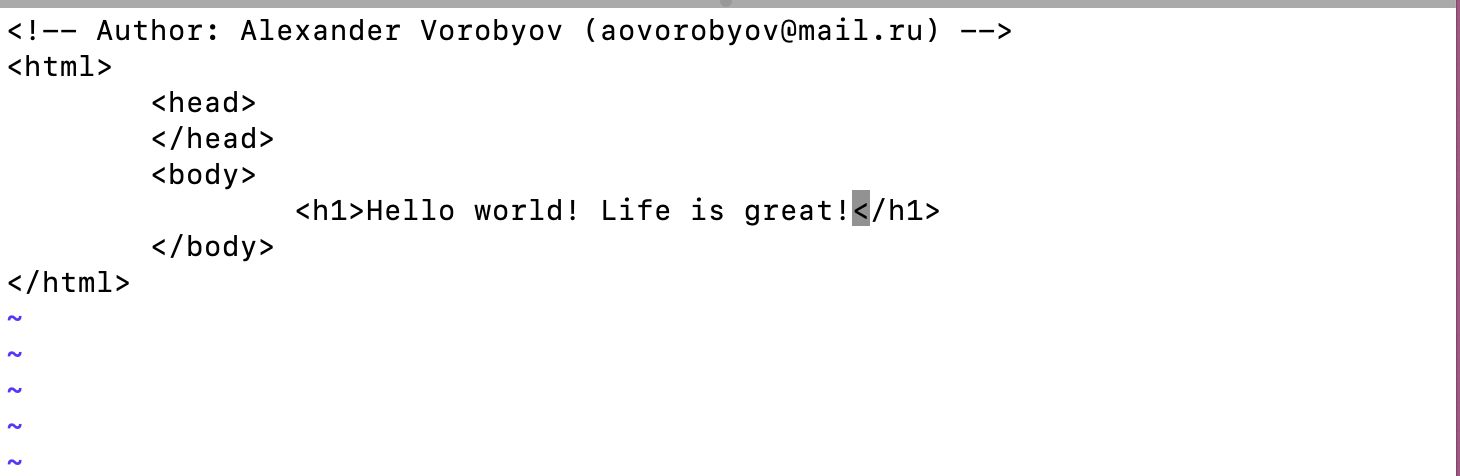 <!-- Author: Alexander Vorobyov (aovorobyov@mail.ru) -->
<html>
        <head>
        </head>
        <body>
                <h1>Hello world! Life is great!</h1>
        </body>
</html>
~
~
~
~
~